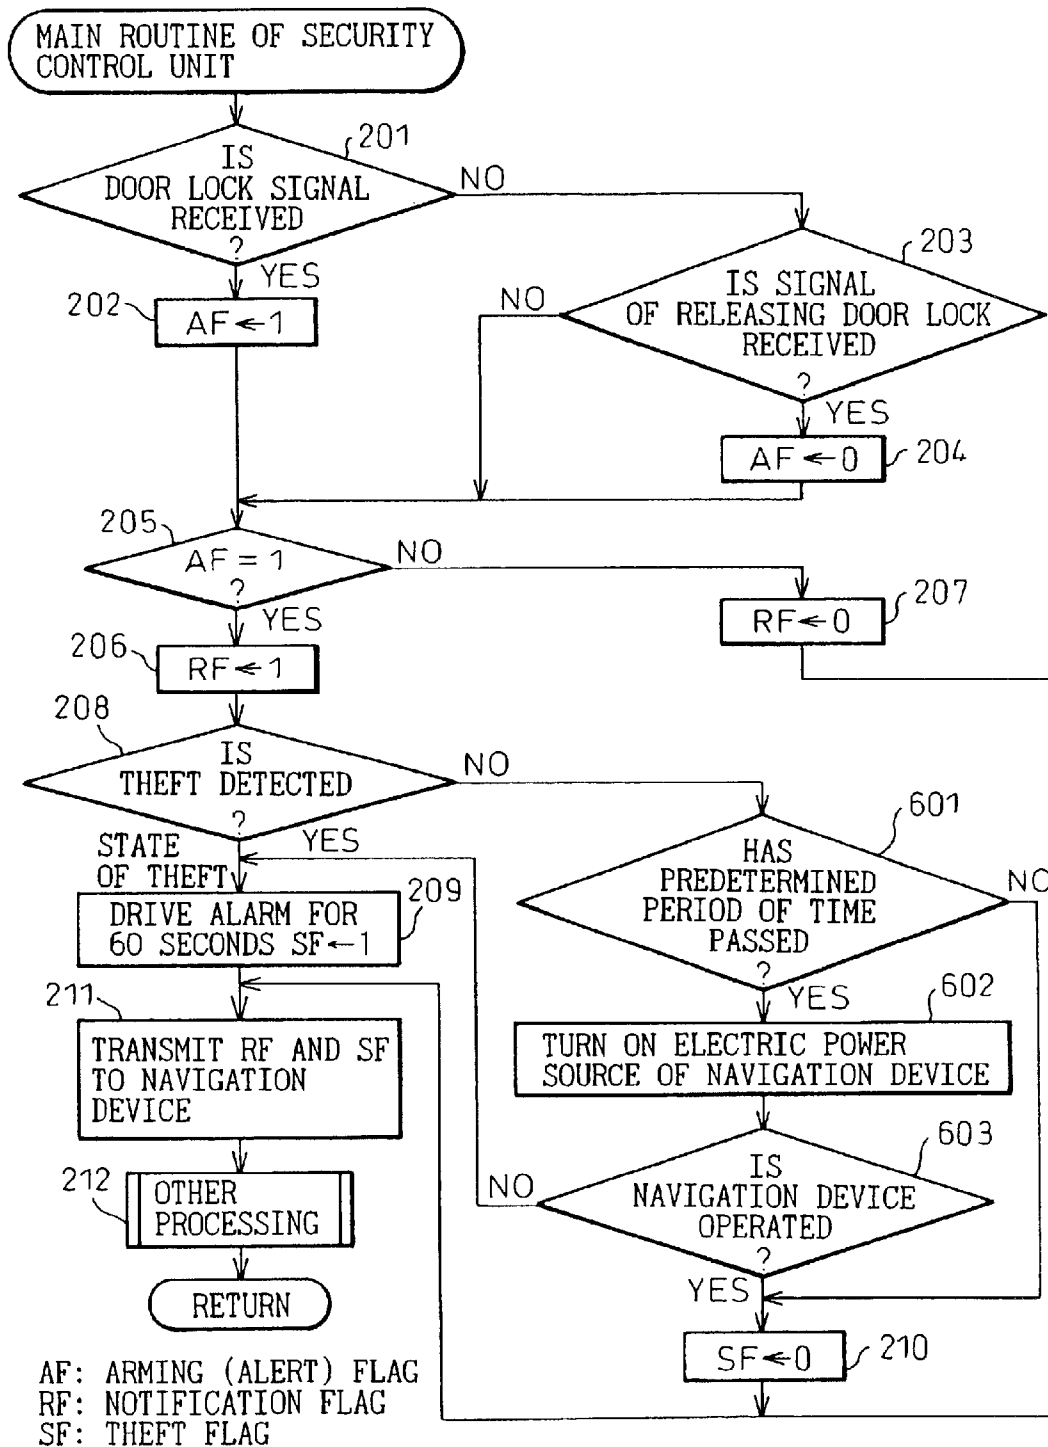 MAIN ROUTINE OF SECURITY
CONTROL UNIT
201
IS
DOOR LOCK SIGNAL
RECEIVED
?
NO
YES
203
IS SIGNAL
OF RELEASING DOOR LOCK
RECEIVED
?
NO
YES
202
AF←1
AF←0
204
205
AF=1
?
NO
YES
207
RF←0
206
RF←1
208
IS
THEFT DETECTED
?
NO
YES
STATE
OF THEFT
601
HAS
PREDETERMINED
PERIOD OF TIME
PASSED
?
NO
YES
209
DRIVE ALARM FOR
60 SECONDS SF←1
602
TURN ON ELECTRIC POWER
SOURCE OF NAVIGATION DEVICE
211
TRANSMIT RF AND SF
TO NAVIGATION
DEVICE
603
IS
NAVIGATION DEVICE
OPERATED
?
NO
YES
212
OTHER
PROCESSING
RETURN
SF←0
210
AF: ARMING (ALERT) FLAG
RF: NOTIFICATION FLAG
SF: THEFT FLAG